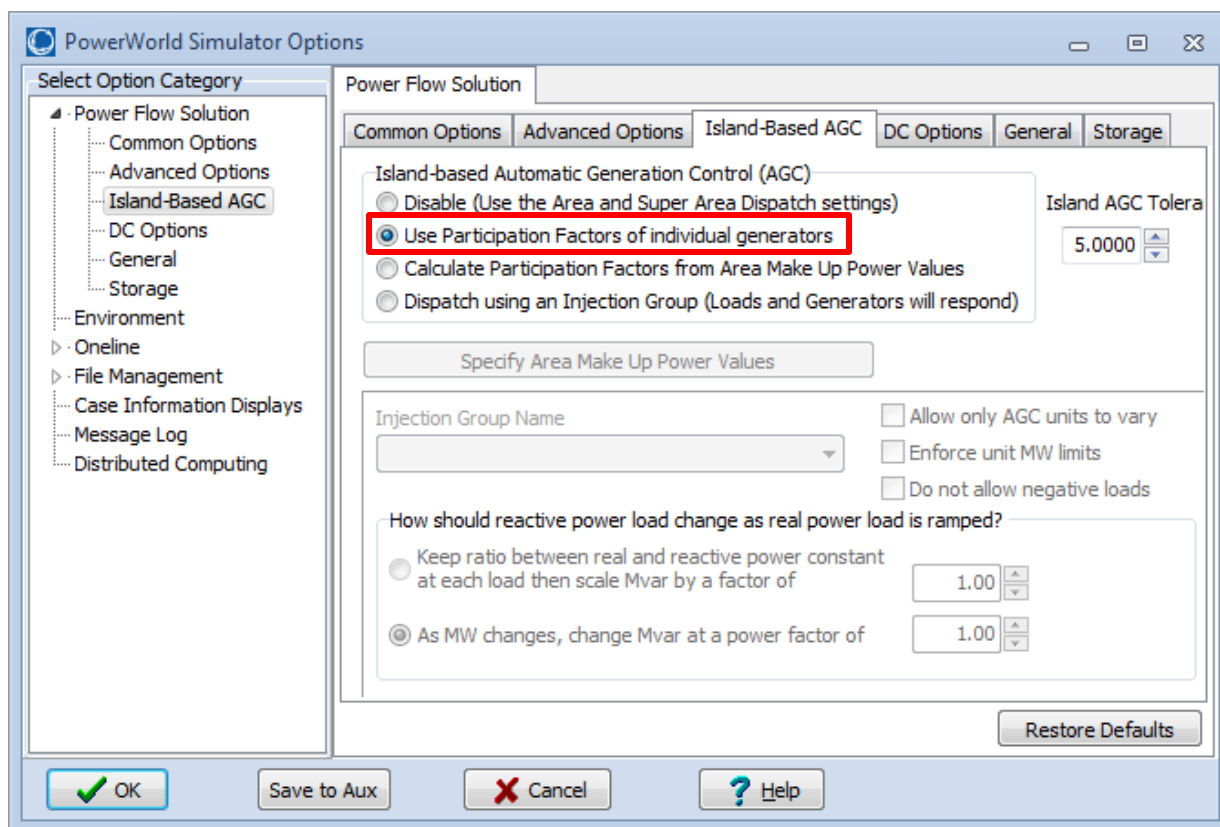 PowerWorld Simulator Options
Select Option Category
Power Flow Solution
Common Options
Advanced Options
Island-Based AGC
DC Options
General
Storage
Environment
Oneline
File Management
Case Information Displays
Message Log
Distributed Computing
Power Flow Solution
Common Options Advanced Options Island-Based AGC DC Options General Storage
Island-based Automatic Generation Control (AGC)
Disable (Use the Area and Super Area Dispatch settings)
Use Participation Factors of individual generators
Calculate Participation Factors from Area Make Up Power Values
Dispatch using an Injection Group (Loads and Generators will respond)
Island AGC Tolera
5.0000
Specify Area Make Up Power Values
Injection Group Name
Allow only AGC units to vary
Enforce unit MW limits
Do not allow negative loads
How should reactive power load change as real power load is ramped?
Keep ratio between real and reactive power constant
at each load then scale Mvar by a factor of
1.00
As MW changes, change Mvar at a power factor of
1.00
Restore Defaults
OK Save to Aux Cancel Help